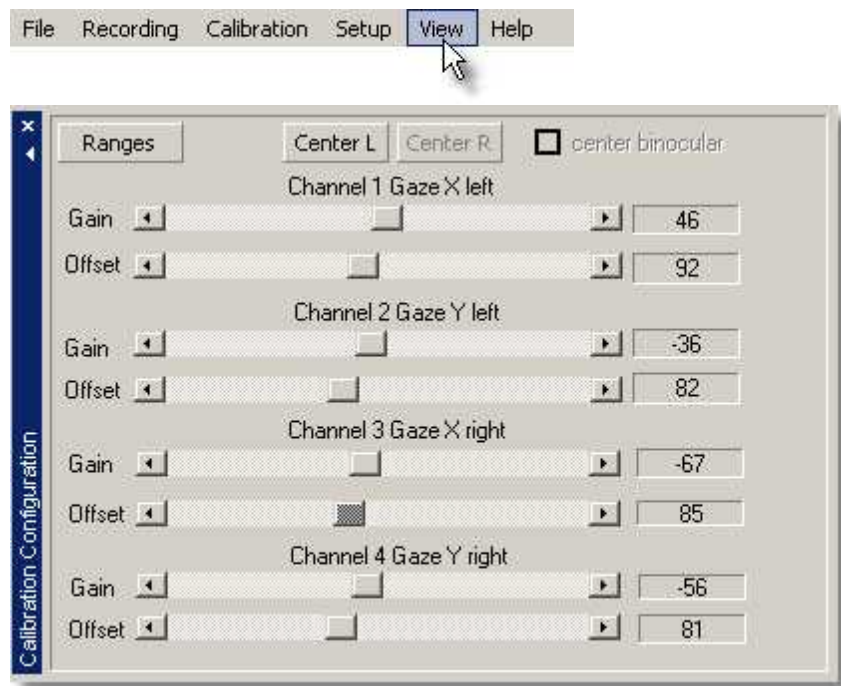 File Recording Calibration Setup View Help
Ranges Center L Center R center binocular
Channel 1 Gaze X left
Gain 46
Offset 92
Channel 2 Gaze Y left
Gain -36
Offset 82
Channel 3 Gaze X right
Gain -67
Offset 85
Channel 4 Gaze Y right
Gain -56
Offset 81
Calibration Configuration